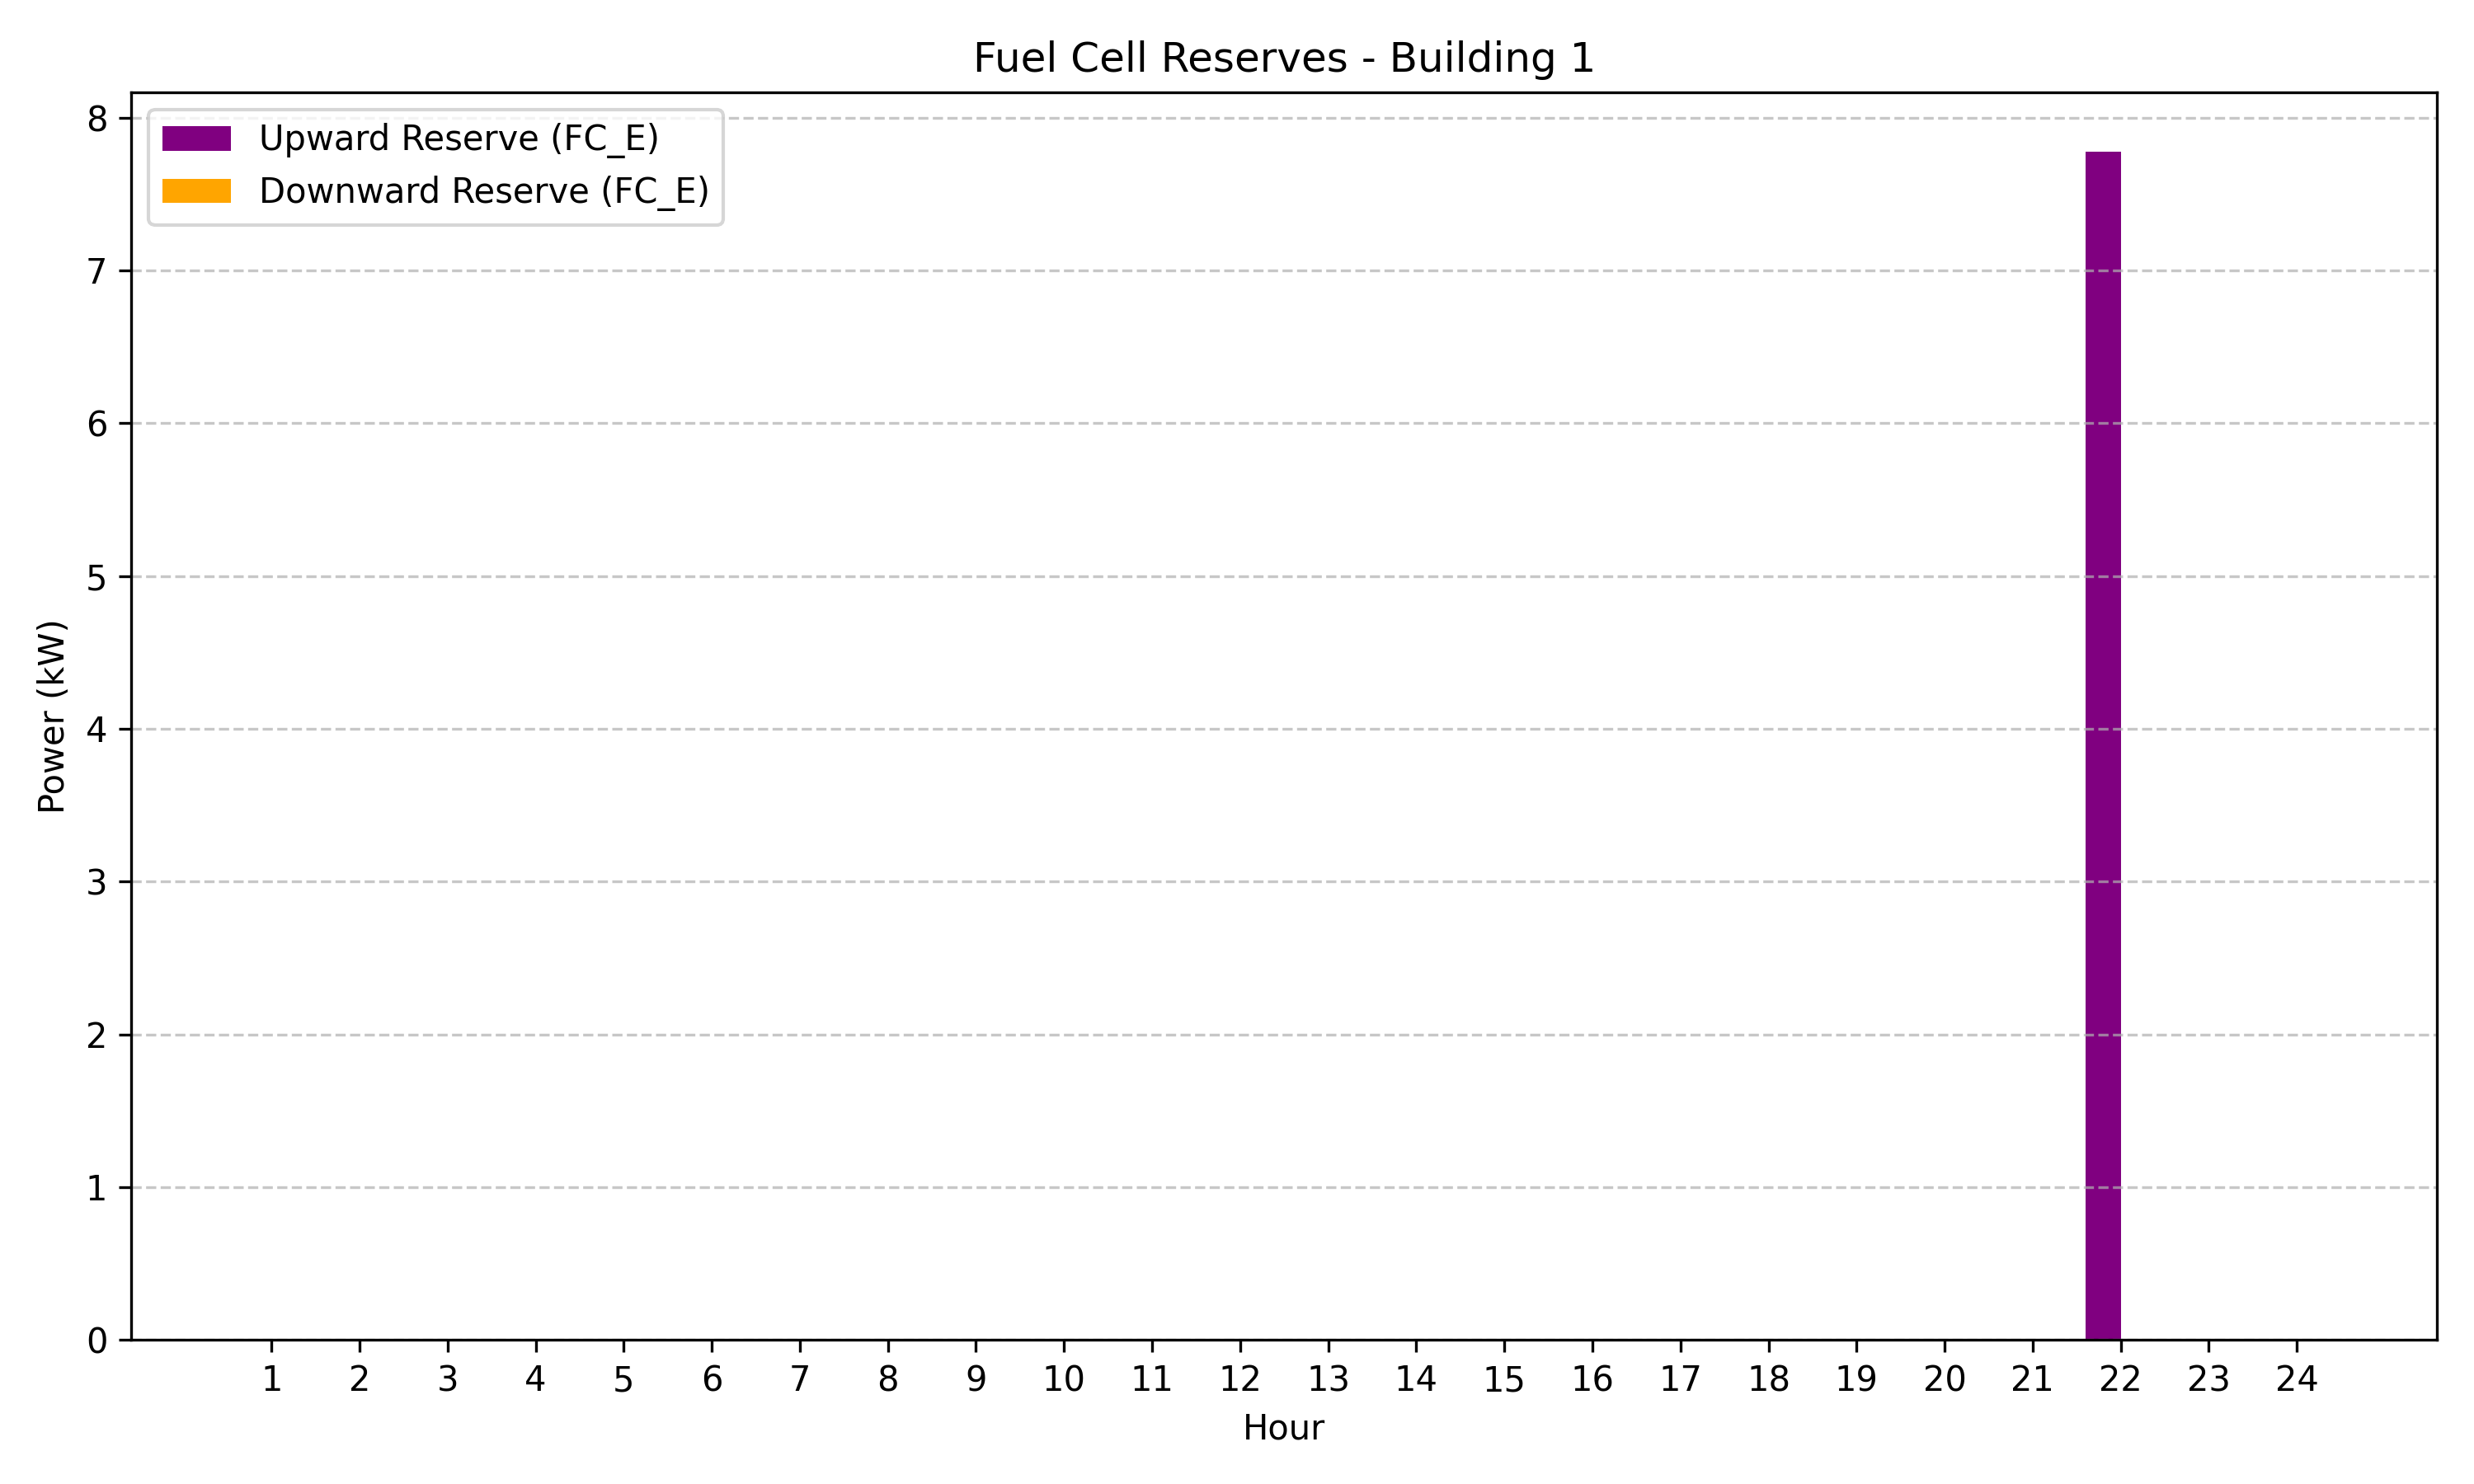 Fuel Cell Reserves - Building 1
Upward Reserve (FC_E)
Downward Reserve (FC_E)
8
7
6
5
4
3
2
1
0
Power (kW)
1 2 3 4 5 6 7 8 9 10 11 12 13 14 15 16 17 18 19 20 21 22 23 24
Hour